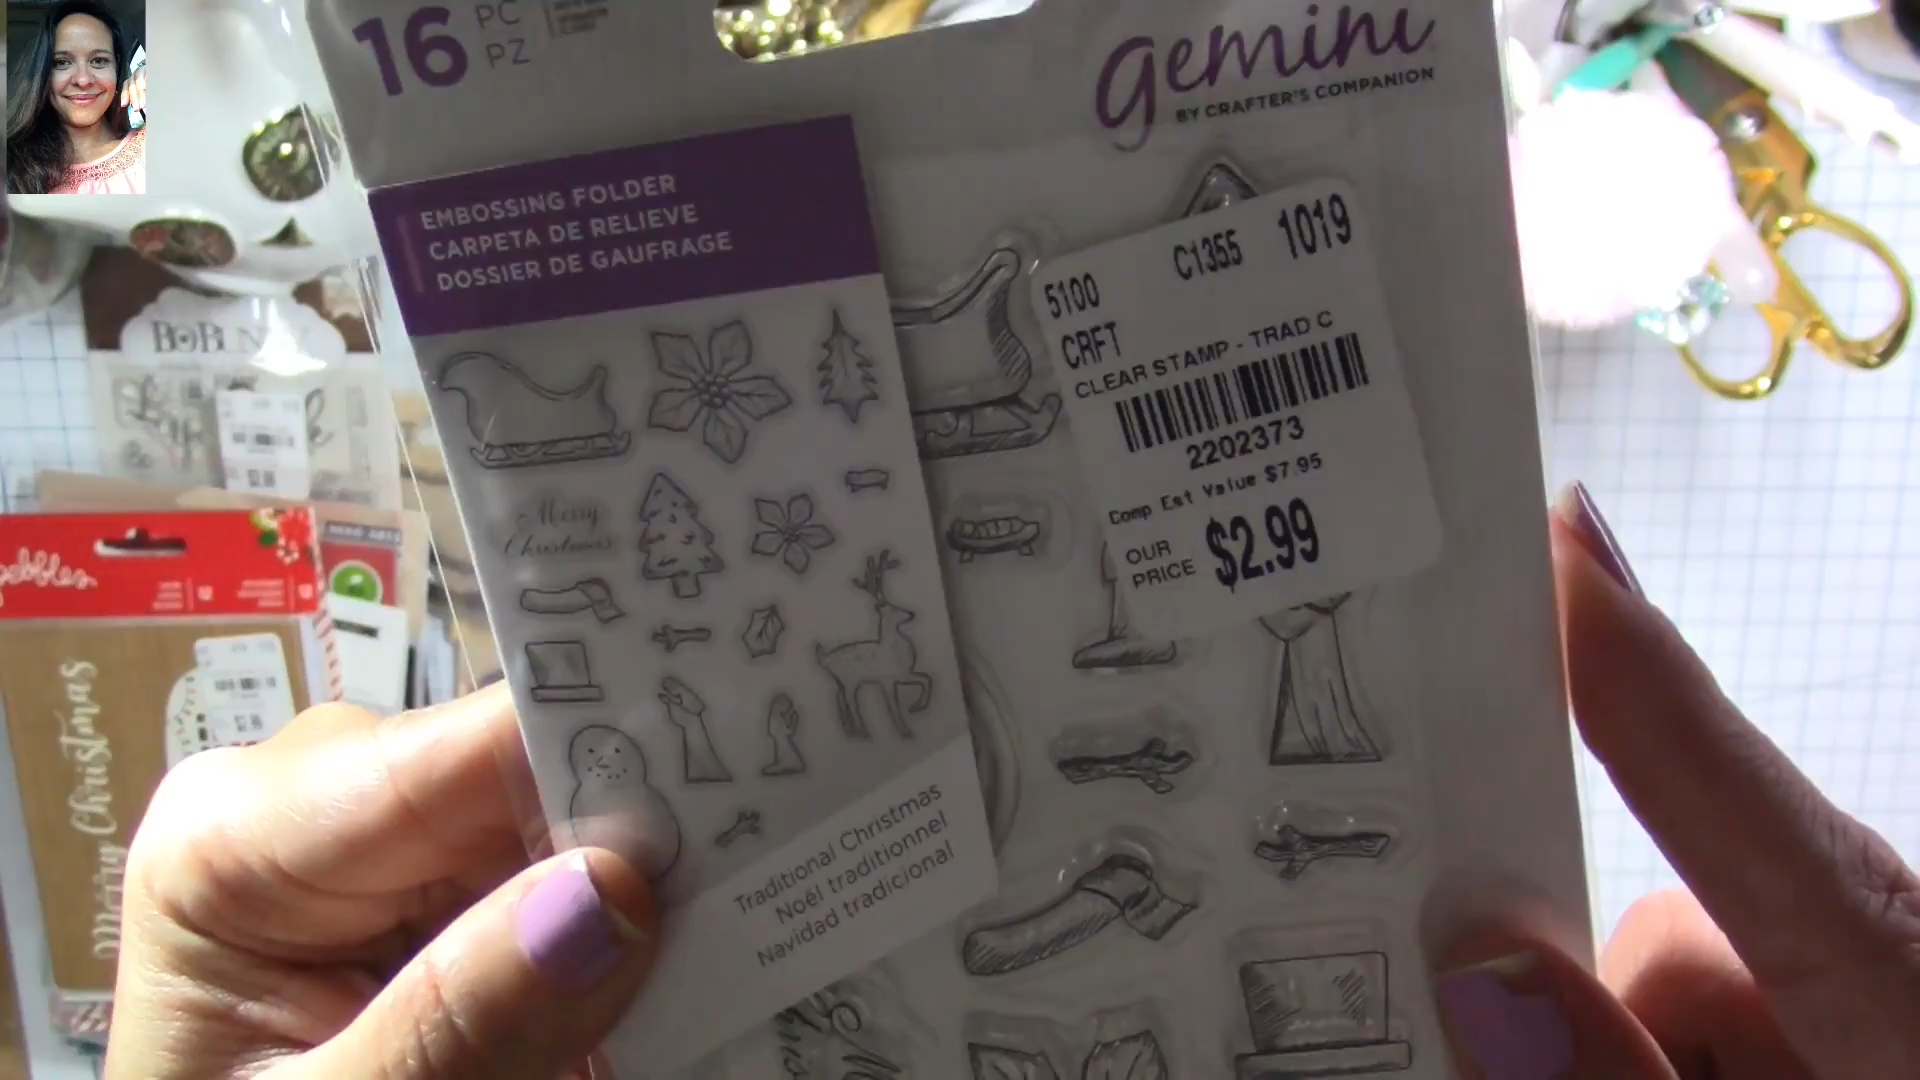 16 PC
PZ
gemini
BY CRAFTER'S COMPANION
EMBOSSING FOLDER
CARPETA DE RELIEVE
DOSSIER DE GAUFRAGE
5100 C1355 1019
CRFT
CLEAR STAMP - TRAD C
2202373
Comp Est Value $7.95
OUR
PRICE $2.99
Merry
Christmas
Traditional Christmas
Noël traditionnel
Navidad tradicional
BOBUNNY
pebbles
Merry Christmas